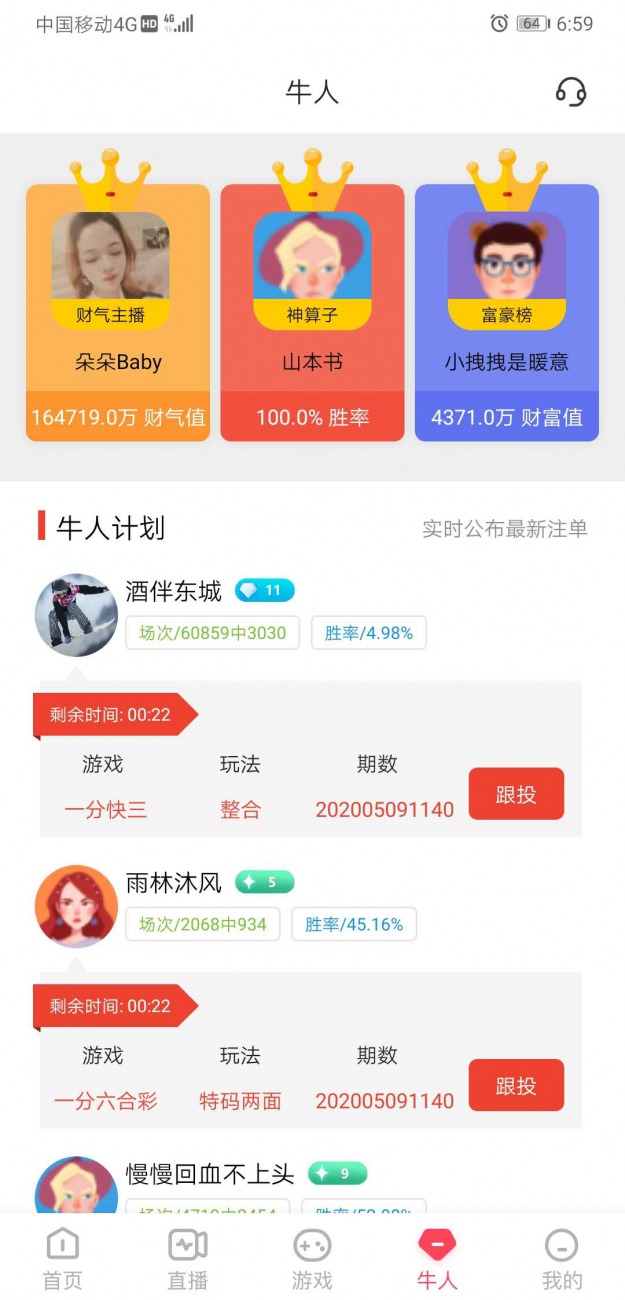 中国移动4G HD 4G 64 6:59
牛人
财气主播 神算子 富豪榜
朵朵Baby 山本书 小拽拽是暖意
164719.0万 财气值 100.0% 胜率 4371.0万 财富值
牛人计划 实时公布最新注单
酒伴东城 11
场次/60859中3030 胜率/4.98%
剩余时间: 00:22
游戏 玩法 期数
一分快三 整合 202005091140
跟投
雨林沐风 5
场次/2068中934 胜率/45.16%
剩余时间: 00:22
游戏 玩法 期数
一分六合彩 特码两面 202005091140
跟投
慢慢回血不上头 9
首页 直播 游戏 牛人 我的